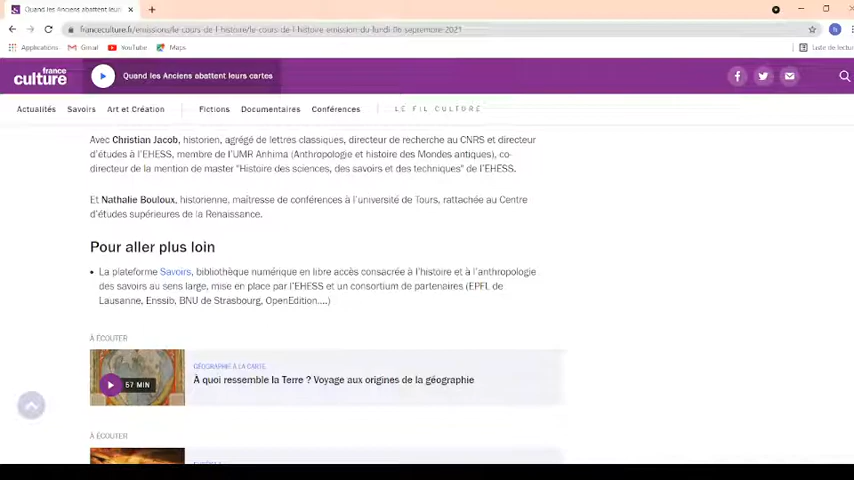 Quand les Anciens abattent leurs
franceculture.fr/emissions/le-cours-de-l-histoire/le-cours-de-l-histoire-emission-du-lundi-06-septembre-2021
Applications Gmail YouTube Maps Liste de lecture
france culture
Quand les Anciens abattent leurs cartes
Actualités Savoirs Art et Création Fictions Documentaires Conférences LE FIL CULTURE
Avec Christian Jacob, historien, agrégé de lettres classiques, directeur de recherche au CNRS et directeur
d'études à l'EHESS, membre de l'UMR Anhima (Anthropologie et histoire des Mondes antiques), co-
directeur de la mention de master "Histoire des sciences, des savoirs et des techniques" de l'EHESS.
Et Nathalie Bouloux, historienne, maîtresse de conférences à l'université de Tours, rattachée au Centre
d'études supérieures de la Renaissance.
Pour aller plus loin
• La plateforme Savoirs, bibliothèque numérique en libre accès consacrée à l'histoire et à l'anthropologie
des savoirs au sens large, mise en place par l'EHESS et un consortium de partenaires (EPFL de
Lausanne, Enssib, BNU de Strasbourg, OpenEdition....)
À ÉCOUTER
GÉOGRAPHIE À LA CARTE
57 MIN
À quoi ressemble la Terre ? Voyage aux origines de la géographie
À ÉCOUTER